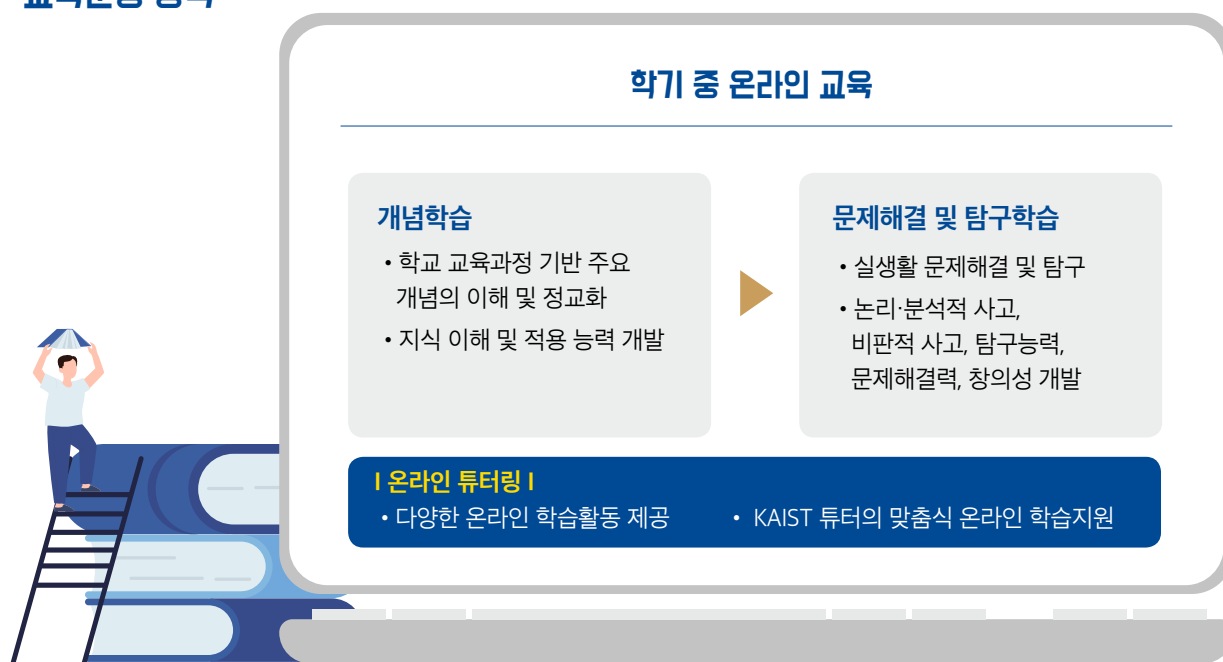 학기 중 온라인 교육
개념학습
• 학교 교육과정 기반 주요
개념의 이해 및 정교화
• 지식 이해 및 적용 능력 개발
문제해결 및 탐구학습
• 실생활 문제해결 및 탐구
• 논리·분석적 사고,
비판적 사고, 탐구능력,
문제해결력, 창의성 개발
I 온라인 튜터링 I
• 다양한 온라인 학습활동 제공
• KAIST 튜터의 맞춤식 온라인 학습지원